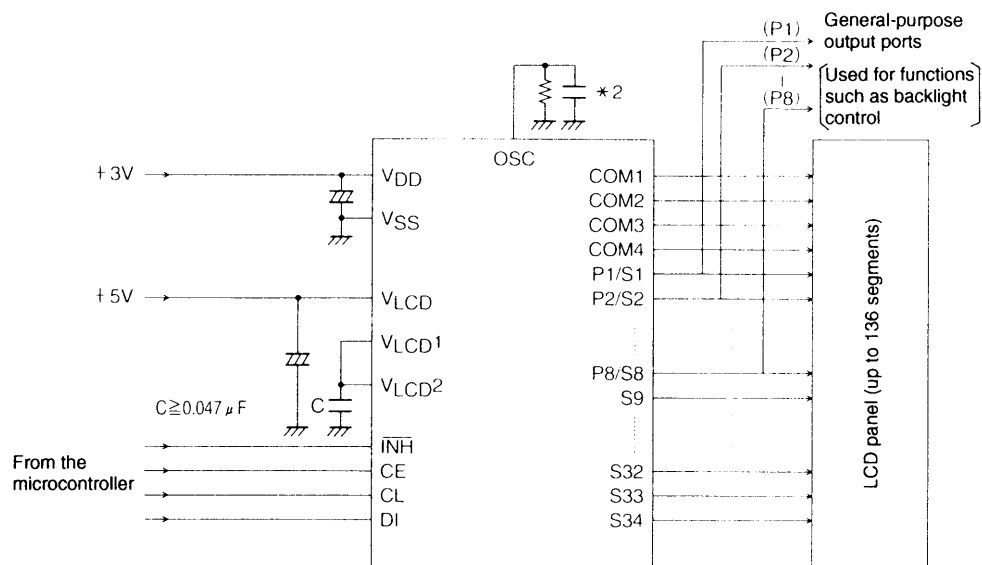 (P1)
General-purpose
output ports
(P2)
(P8)
Used for functions
such as backlight
control
*2
OSC
+3V
VDD
VSS
+5V
VLCD
VLCD1
VLCD2
C
C≧0.047μF
From the
microcontroller
INH
CE
CL
DI
COM1
COM2
COM3
COM4
P1/S1
P2/S2
P8/S8
S9
S32
S33
S34
LCD panel (up to 136 segments)